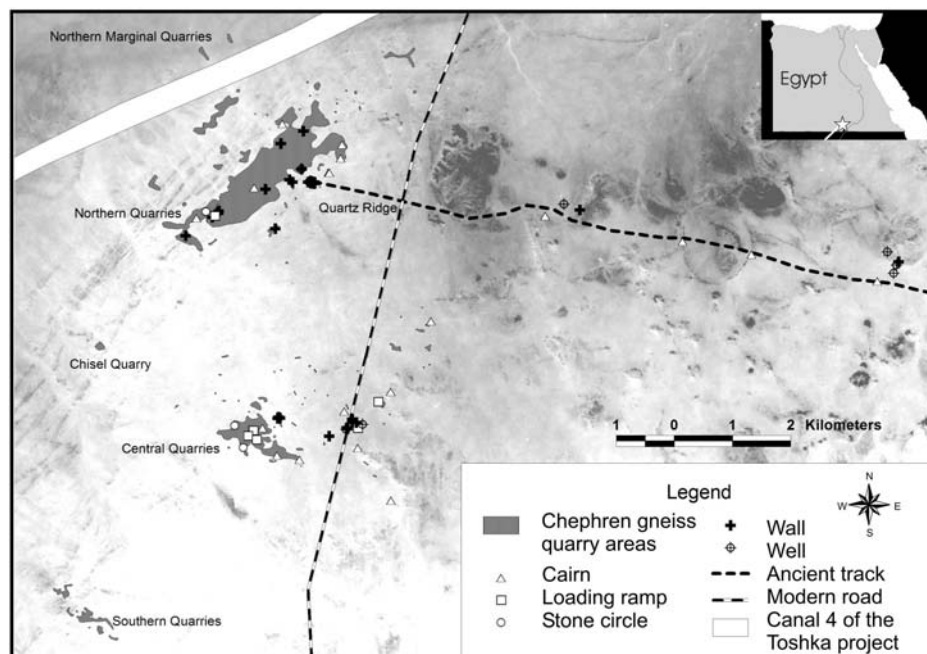 Northern Marginal Quarries
Egypt
Northern Quarries
Quartz Ridge
Chisel Quarry
Central Quarries
Southern Quarries
1 0 1 2 Kilometers
Legend
Chephren gneiss
quarry areas
Cairn
Loading ramp
Stone circle
N
W E
S
Wall
Well
Ancient track
Modern road
Canal 4 of the
Toshka project